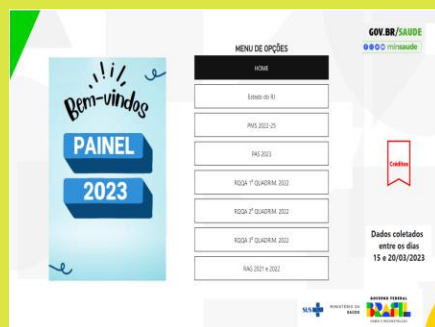 GOV.BR/SAUDE
minsaude
MENU DE OPÇÕES
HOME
Estado do RJ
PMS 2022-25
PAS 2023
RDQA 1º QUADRIM. 2022
RDQA 2º QUADRIM. 2022
RDQA 3º QUADRIM. 2022
RAG 2021 e 2022
Bem-vindos
PAINEL
2023
Créditos
Dados coletados
entre os dias
15 e 20/03/2023
SUS
MINISTÉRIO DA
SAÚDE
GOVERNO FEDERAL
BRASIL
UNIÃO E RECONSTRUÇÃO